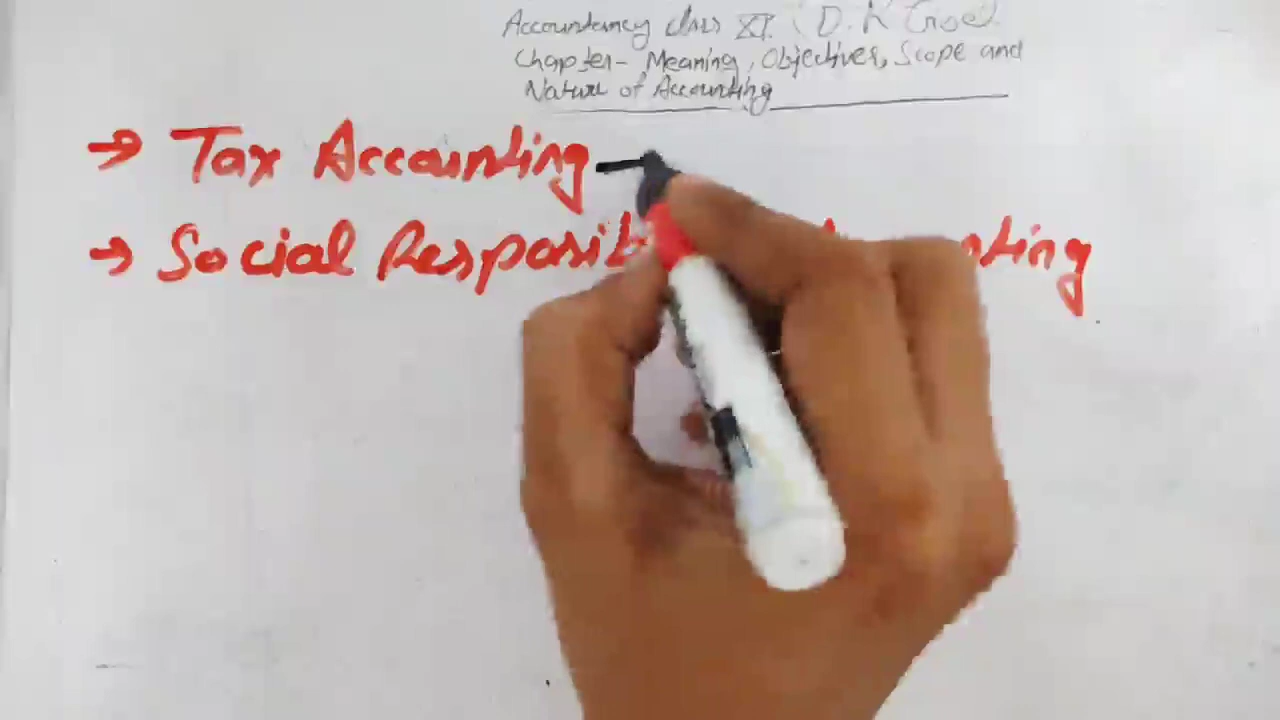 Accountancy class XI. (D. K Goel).
Chapter- Meaning, Objectives, Scope and
Nature of Accounting
→ Tax Accounting -
→ Social